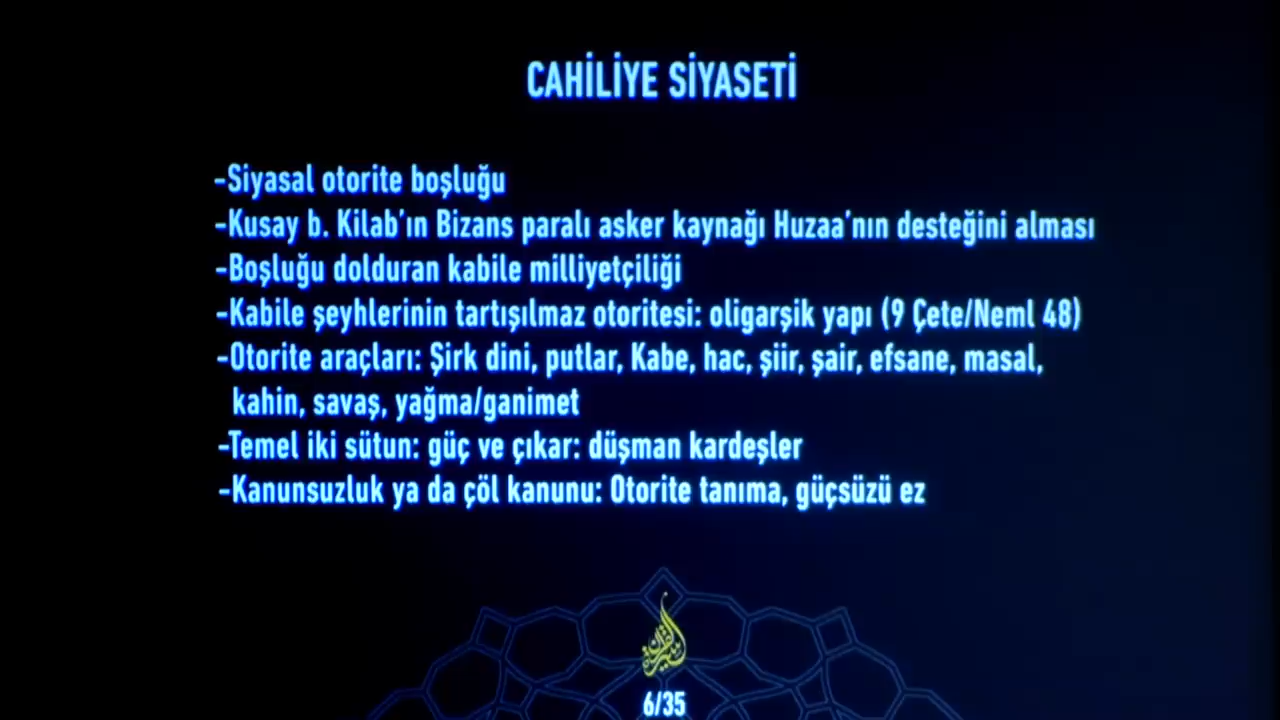 CAHİLİYE SİYASETİ
-Siyasal otorite boşluğu
-Kusay b. Kilab’ın Bizans paralı asker kaynağı Huzaa’nın desteğini alması
-Boşluğu dolduran kabile milliyetçiliği
-Kabile şeyhlerinin tartışılmaz otoritesi: oligarşik yapı (9 Çete/Neml 48)
-Otorite araçları: Şirk dini, putlar, Kabe, hac, şiir, şair, efsane, masal,
kahin, savaş, yağma/ganimet
-Temel iki sütun: güç ve çıkar: düşman kardeşler
-Kanunsuzluk ya da çöl kanunu: Otorite tanıma, güçsüzü ez
6/35